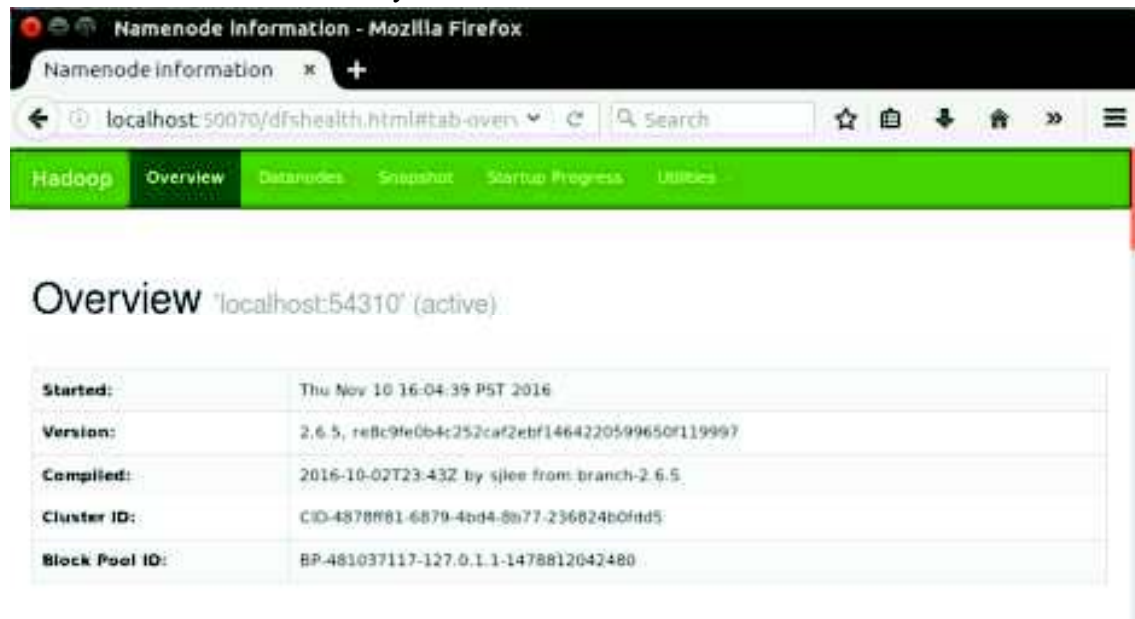 Namenode information - Mozilla Firefox
Namenode information × +
localhost:50070/dfshealth.html#tab-overv Search
Hadoop Overview Datanodes Snapshot Startup Progress Utilities
Overview 'localhost:54310' (active)
Started: Thu Nov 10 16:04:39 PST 2016
Version: 2.6.5, re8c9fe0b4c252caf2ebf1464220599650f119997
Compiled: 2016-10-02T23:43Z by sjlee from branch-2.6.5
Cluster ID: CID-4878ff81-6879-4bd4-8b77-236824b0fdd5
Block Pool ID: BP-481037117-127.0.1.1-1478812042480